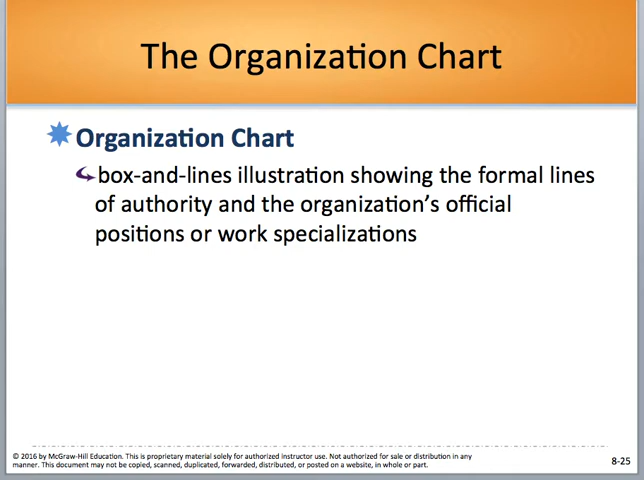 The Organization Chart
Organization Chart
box-and-lines illustration showing the formal lines
of authority and the organization’s official
positions or work specializations
© 2016 by McGraw-Hill Education. This is proprietary material solely for authorized instructor use. Not authorized for sale or distribution in any
manner. This document may not be copied, scanned, duplicated, forwarded, distributed, or posted on a website, in whole or part.
8-25